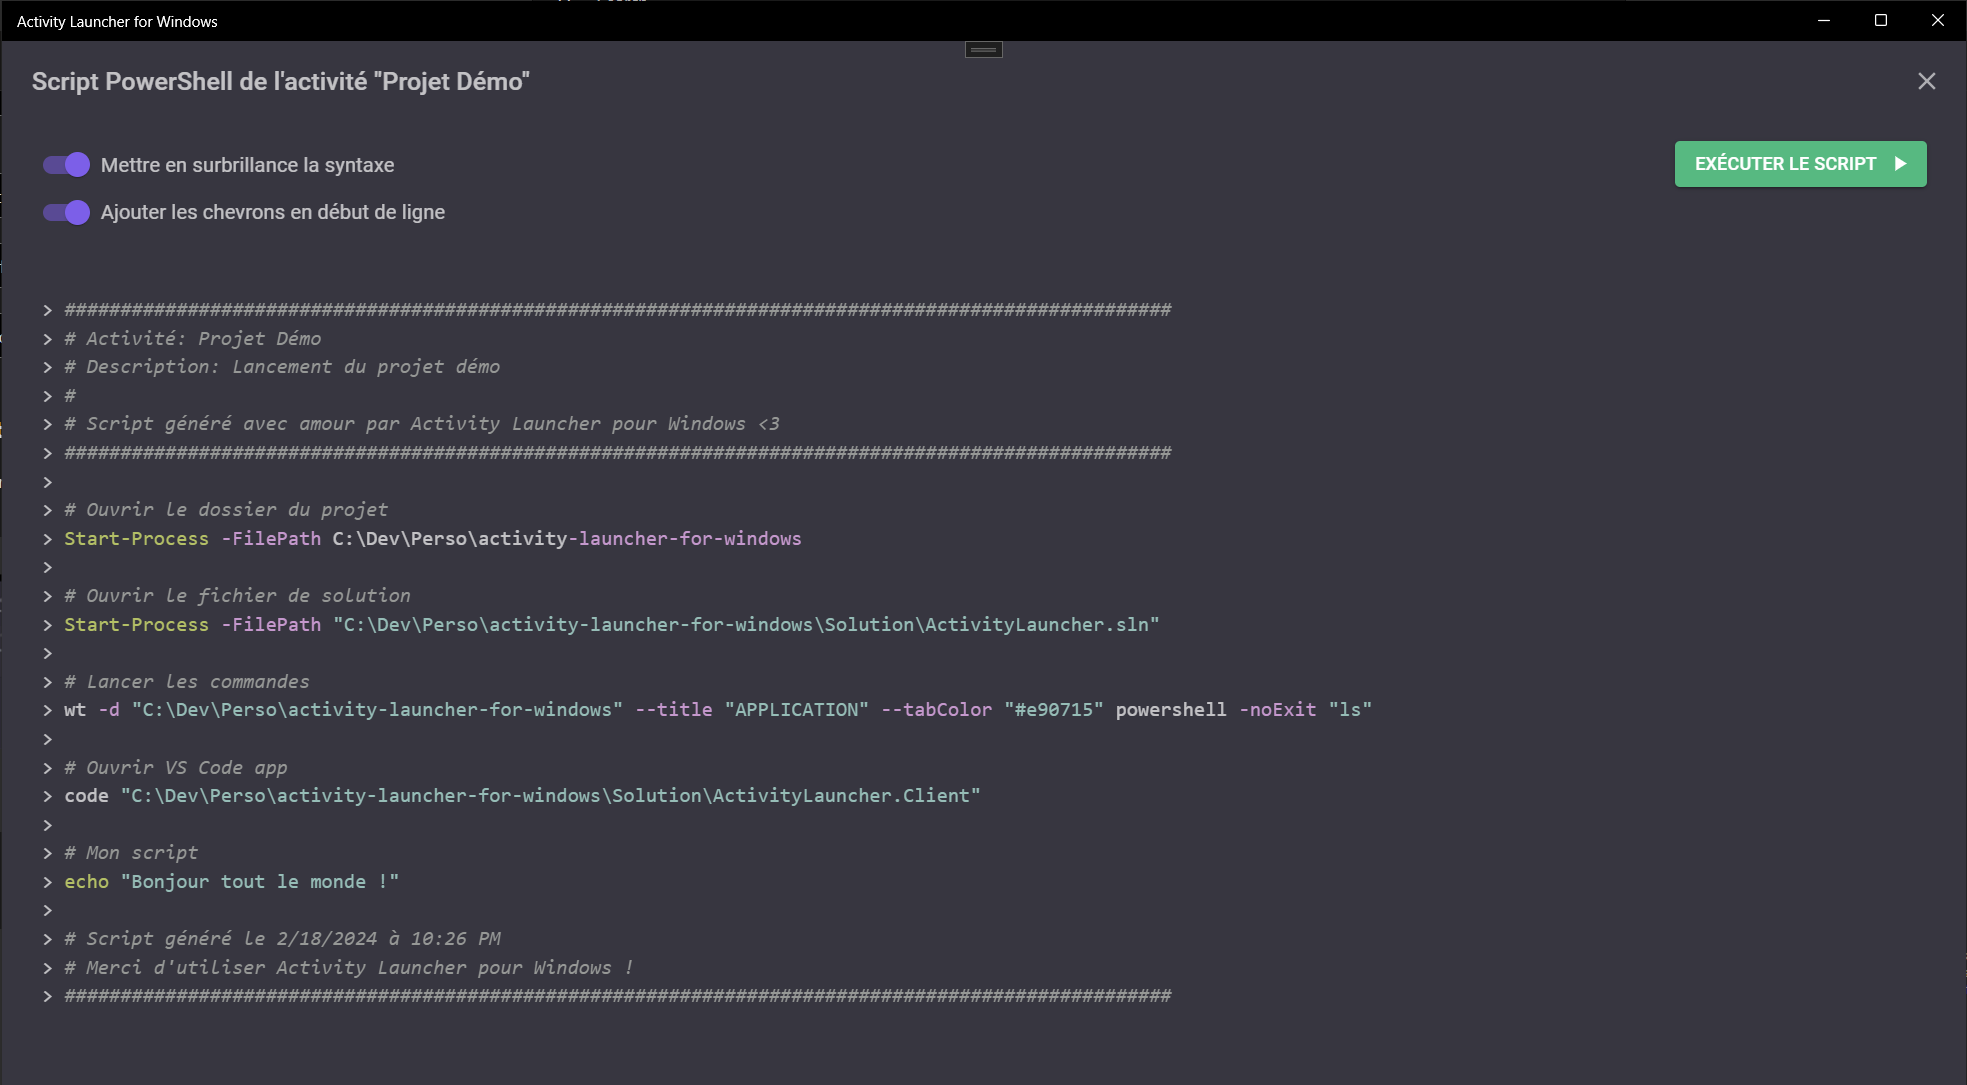 Activity Launcher for Windows
Script PowerShell de l'activité "Projet Démo"
Mettre en surbrillance la syntaxe
EXÉCUTER LE SCRIPT
Ajouter les chevrons en début de ligne
> ###################################################################################################
> # Activité: Projet Démo
> # Description: Lancement du projet démo
> #
> # Script généré avec amour par Activity Launcher pour Windows <3
> ###################################################################################################
>
> # Ouvrir le dossier du projet
> Start-Process -FilePath C:\Dev\Perso\activity-launcher-for-windows
>
> # Ouvrir le fichier de solution
> Start-Process -FilePath "C:\Dev\Perso\activity-launcher-for-windows\Solution\ActivityLauncher.sln"
>
> # Lancer les commandes
> wt -d "C:\Dev\Perso\activity-launcher-for-windows" --title "APPLICATION" --tabColor "#e90715" powershell -noExit "ls"
>
> # Ouvrir VS Code app
> code "C:\Dev\Perso\activity-launcher-for-windows\Solution\ActivityLauncher.Client"
>
> # Mon script
> echo "Bonjour tout le monde !"
>
> # Script généré le 2/18/2024 à 10:26 PM
> # Merci d'utiliser Activity Launcher pour Windows !
> ###################################################################################################